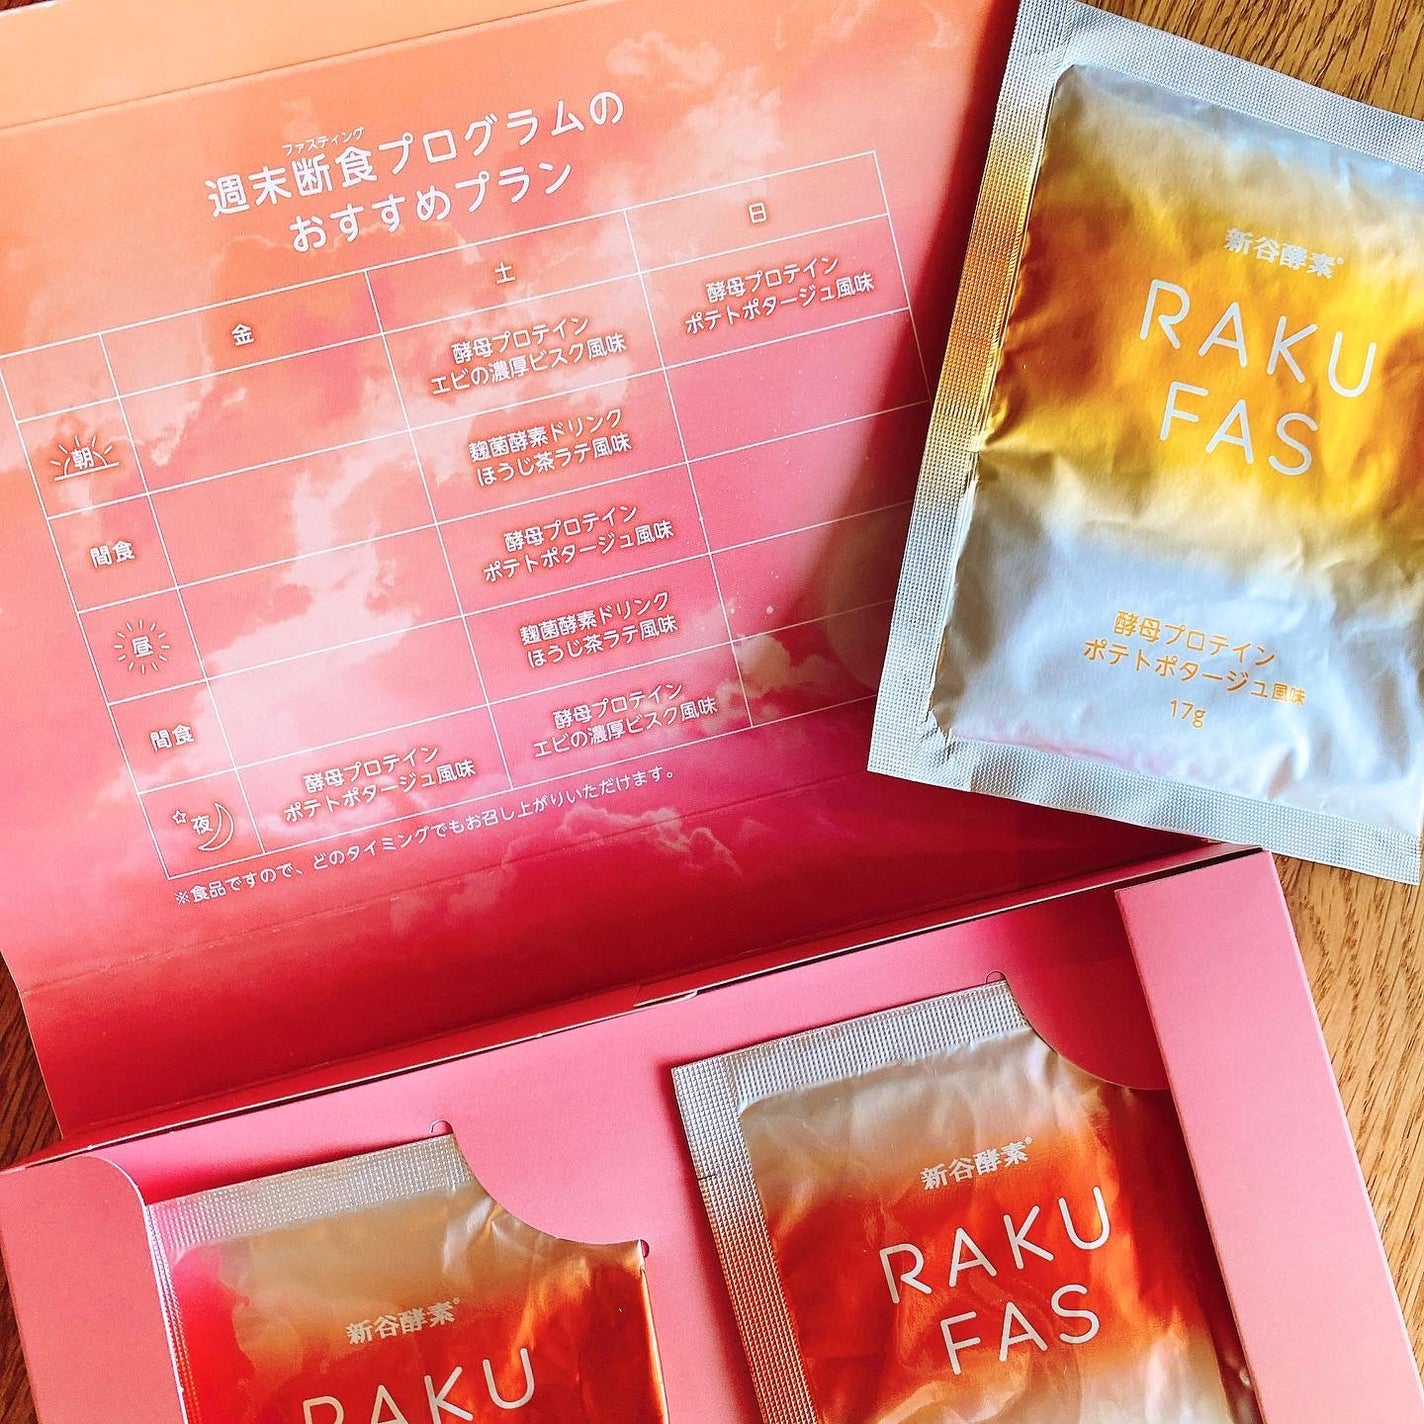 ファスティング
週末断食プログラムの
おすすめプラン
金
土
日
朝
酵母プロテイン
エビの濃厚ビスク風味
酵母プロテイン
ポテトポタージュ風味
間食
麹菌酵素ドリンク
ほうじ茶ラテ風味
昼
酵母プロテイン
ポテトポタージュ風味
間食
麹菌酵素ドリンク
ほうじ茶ラテ風味
夜
酵母プロテイン
ポテトポタージュ風味
酵母プロテイン
エビの濃厚ビスク風味
※食品ですので、どのタイミングでもお召し上がりいただけます。
新谷酵素®
RAKU
FAS
酵母プロテイン
ポテトポタージュ風味
17g
新谷酵素®
RAKU
新谷酵素®
RAKU
FAS